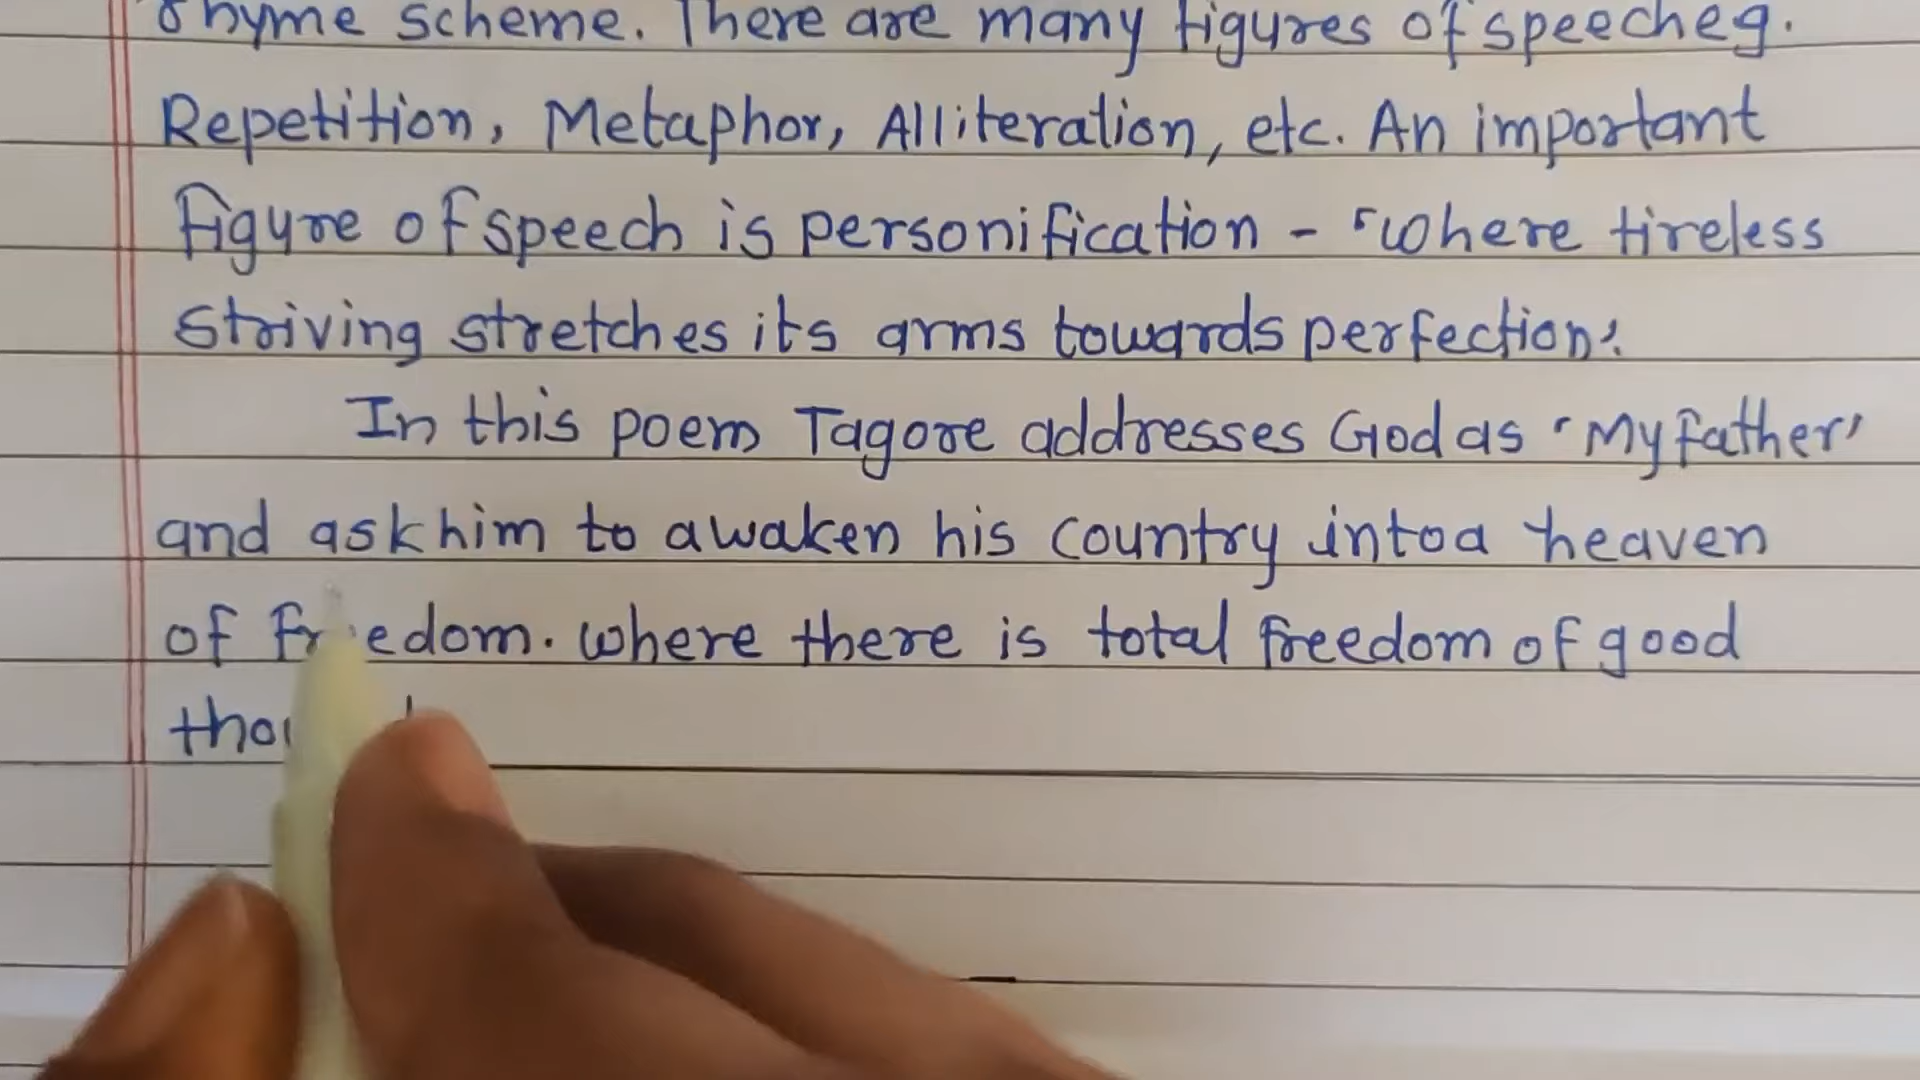 rhyme scheme. There are many figures of speech eg.
Repetition, Metaphor, Alliteration, etc. An important
figure of speech is personification - 'where tireless
striving stretches its arms towards perfection'.
In this poem Tagore addresses God as 'My father'
and ask him to awaken his country into a heaven
of freedom. where there is total freedom of good